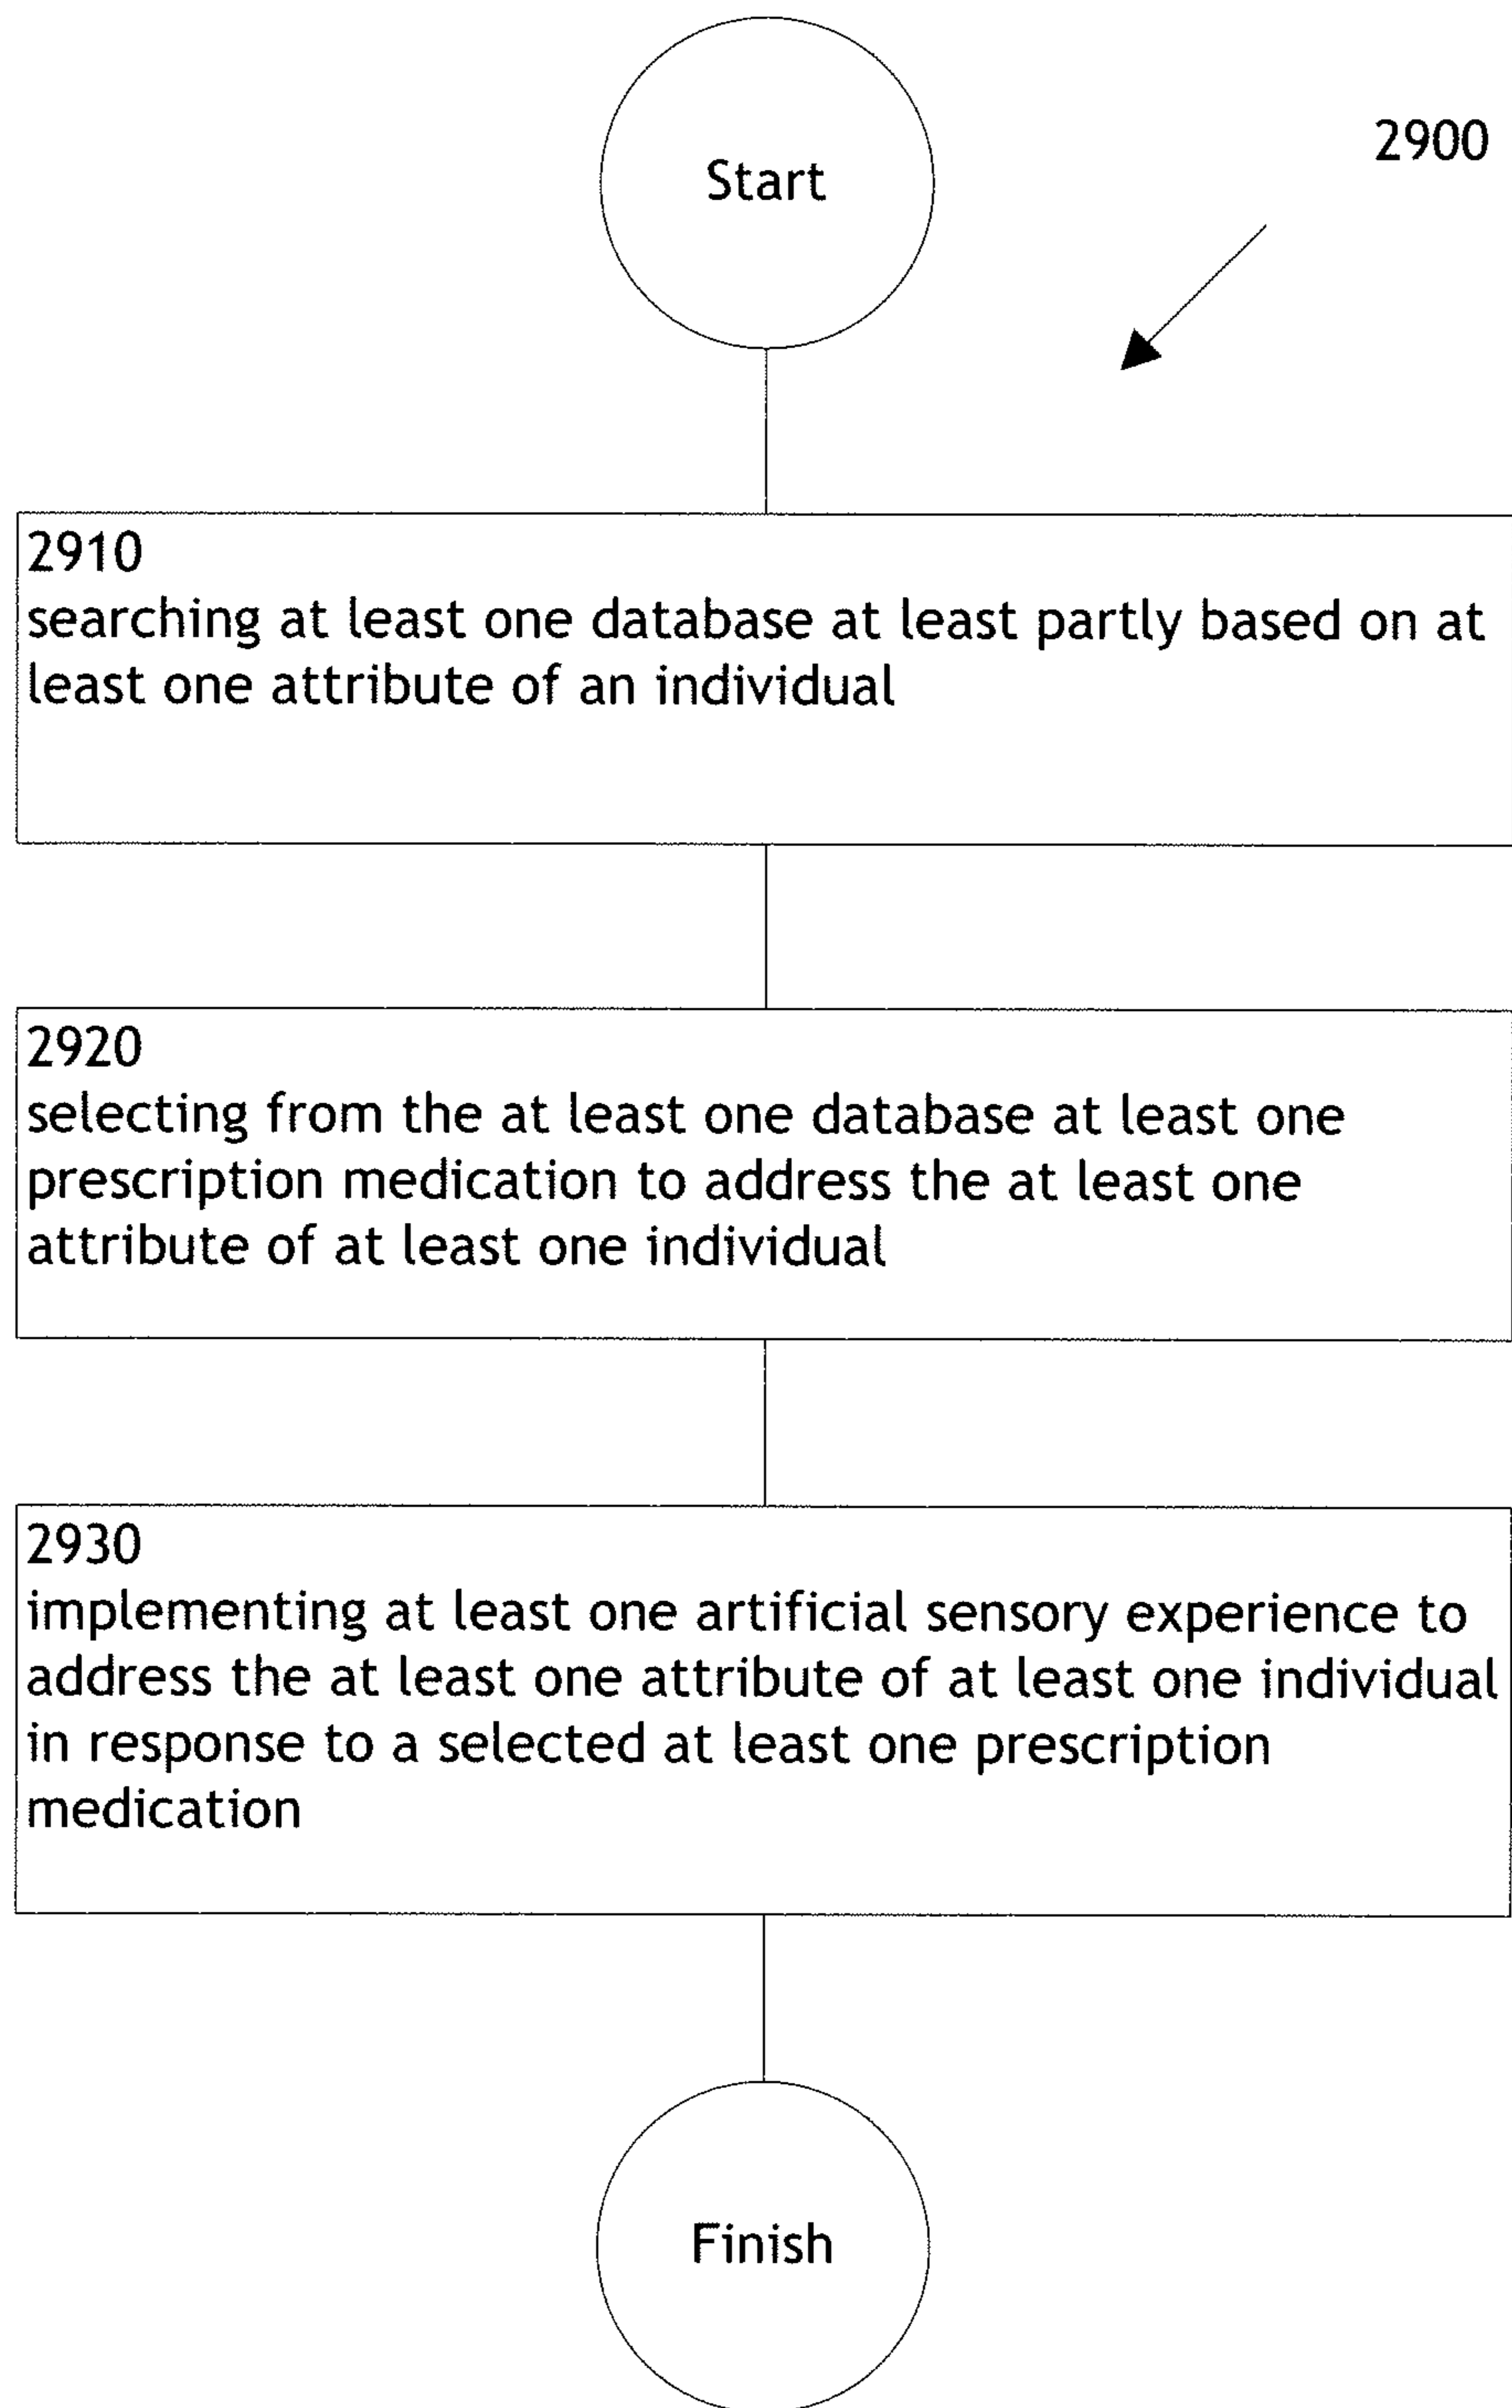 Start
2900
2910
searching at least one database at least partly based on at
least one attribute of an individual
2920
selecting from the at least one database at least one
prescription medication to address the at least one
attribute of at least one individual
2930
implementing at least one artificial sensory experience to
address the at least one attribute of at least one individual
in response to a selected at least one prescription
medication
Finish